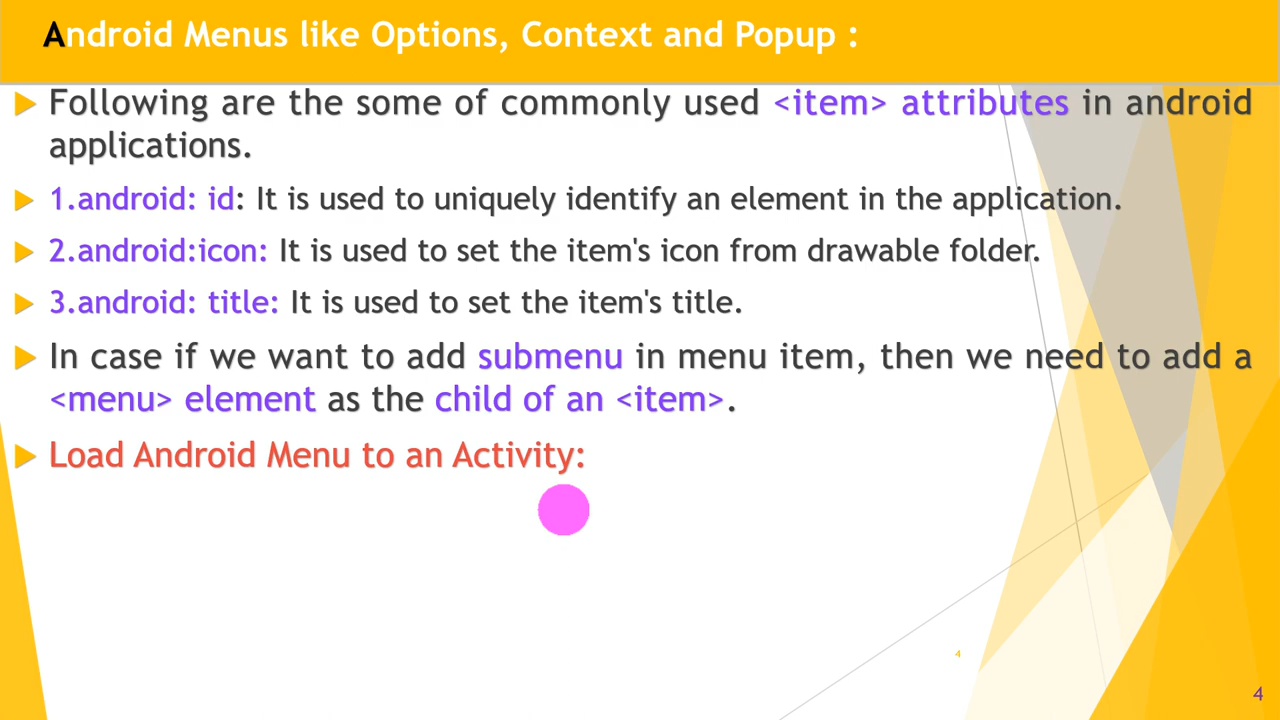 Android Menus like Options, Context and Popup :
Following are the some of commonly used <item> attributes in android
applications.
1.android: id: It is used to uniquely identify an element in the application.
2.android:icon: It is used to set the item's icon from drawable folder.
3.android: title: It is used to set the item's title.
In case if we want to add submenu in menu item, then we need to add a
<menu> element as the child of an <item>.
Load Android Menu to an Activity:
4
4